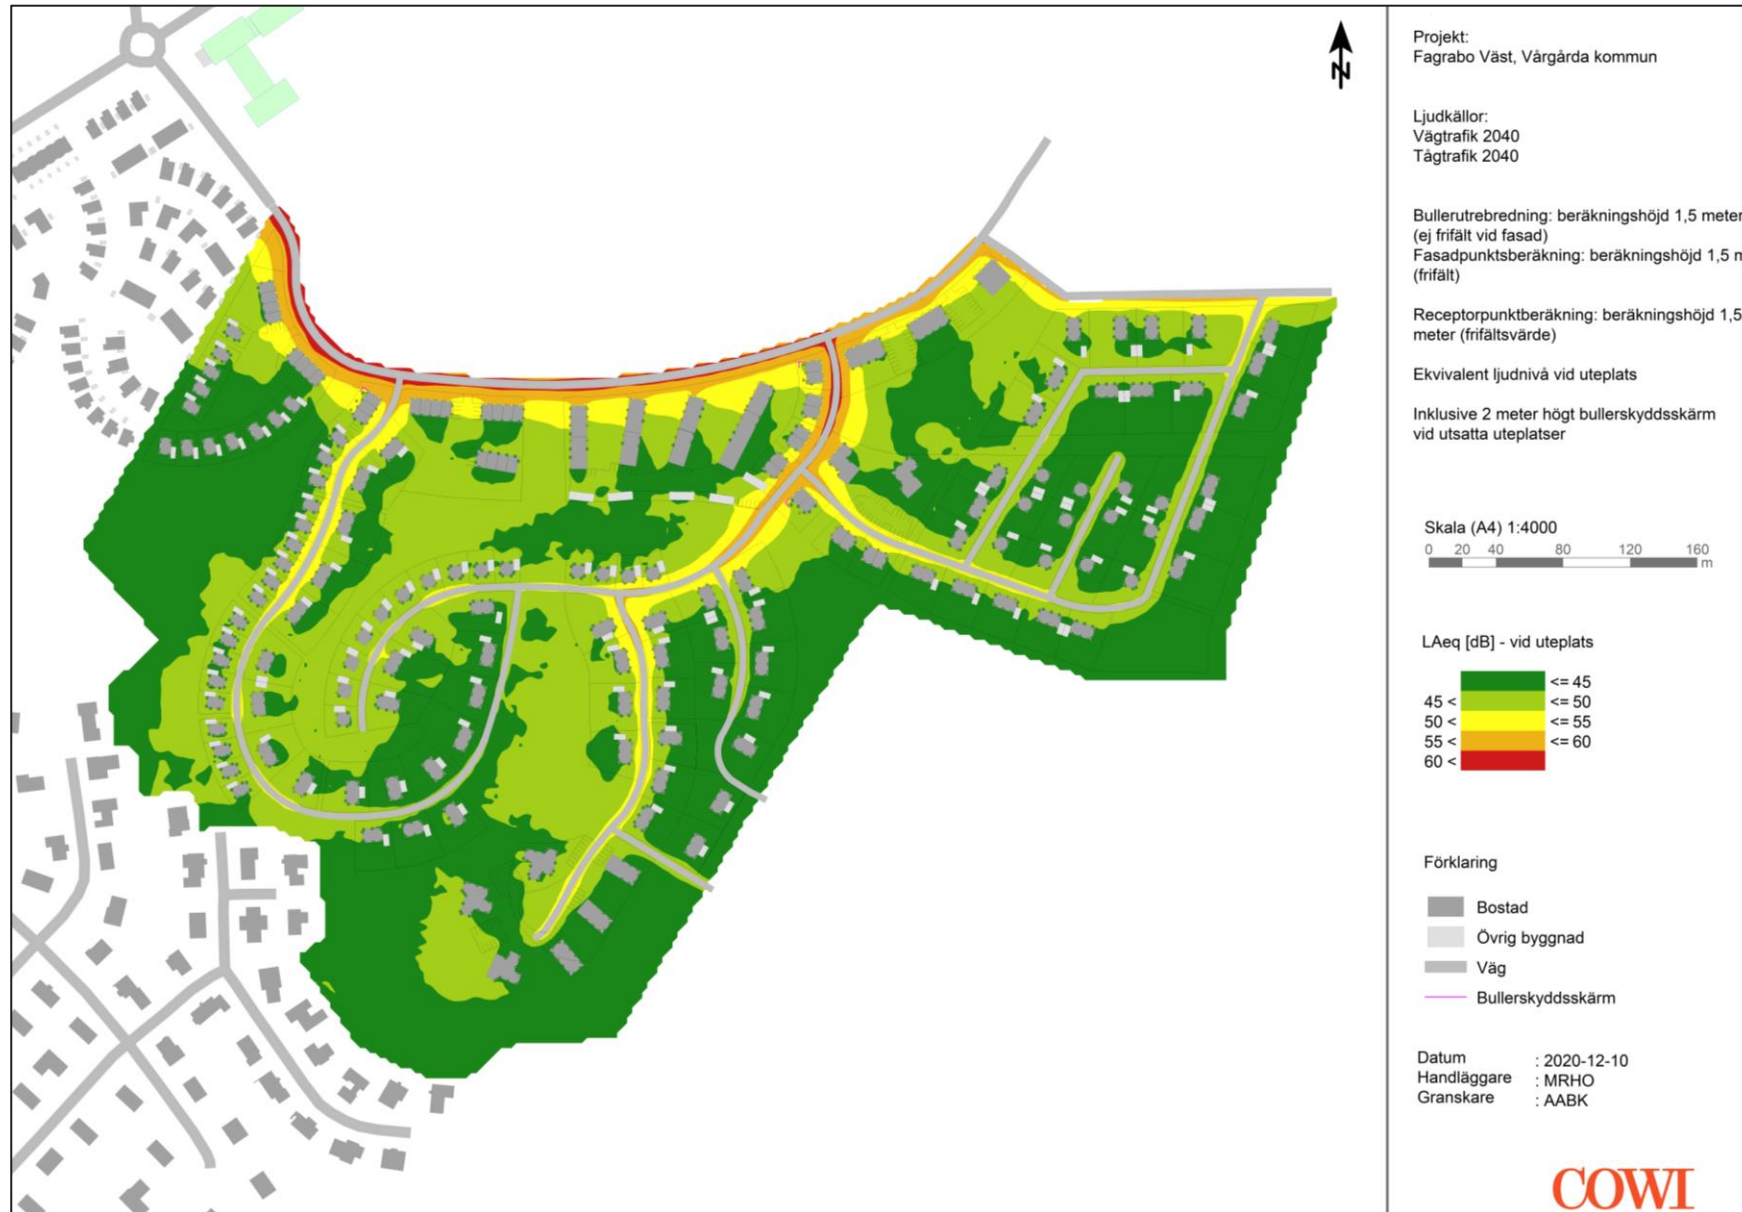 N
Projekt:
Fagrabo Väst, Vårgårda kommun
Ljudkällor:
Vägtrafik 2040
Tågtrafik 2040
Bullerutrebredning: beräkningshöjd 1,5 meter
(ej frifält vid fasad)
Fasadpunktsberäkning: beräkningshöjd 1,5 m
(frifält)
Receptorpunktberäkning: beräkningshöjd 1,5
meter (frifältsvärde)
Ekvivalent ljudnivå vid uteplats
Inklusive 2 meter högt bullerskyddsskärm
vid utsatta uteplatser
Skala (A4) 1:4000
0 20 40 80 120 160
m
LAeq [dB] - vid uteplats
<= 45
45 < <= 50
50 < <= 55
55 < <= 60
60 <
Förklaring
Bostad
Övrig byggnad
Väg
Bullerskyddsskärm
Datum : 2020-12-10
Handläggare : MRHO
Granskare : AABK
COWI